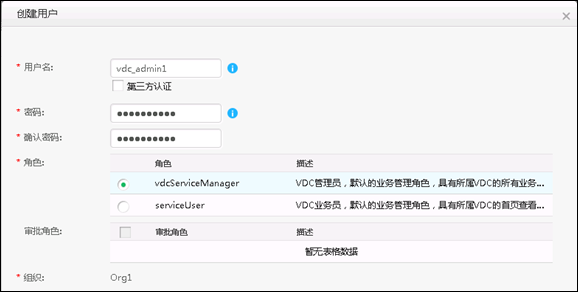 创建用户
* 用户名: vdc_admin1
第三方认证
* 密码: ●●●●●●●●●●
* 确认密码: ●●●●●●●●●●
* 角色: 角色 描述
vdcServiceManager VDC管理员，默认的业务管理角色，具有所属VDC的所有业务...
serviceUser VDC业务员，默认的业务管理角色，具有所属VDC的首页查看...
审批角色: 审批角色 描述
暂无表格数据
* 组织: Org1